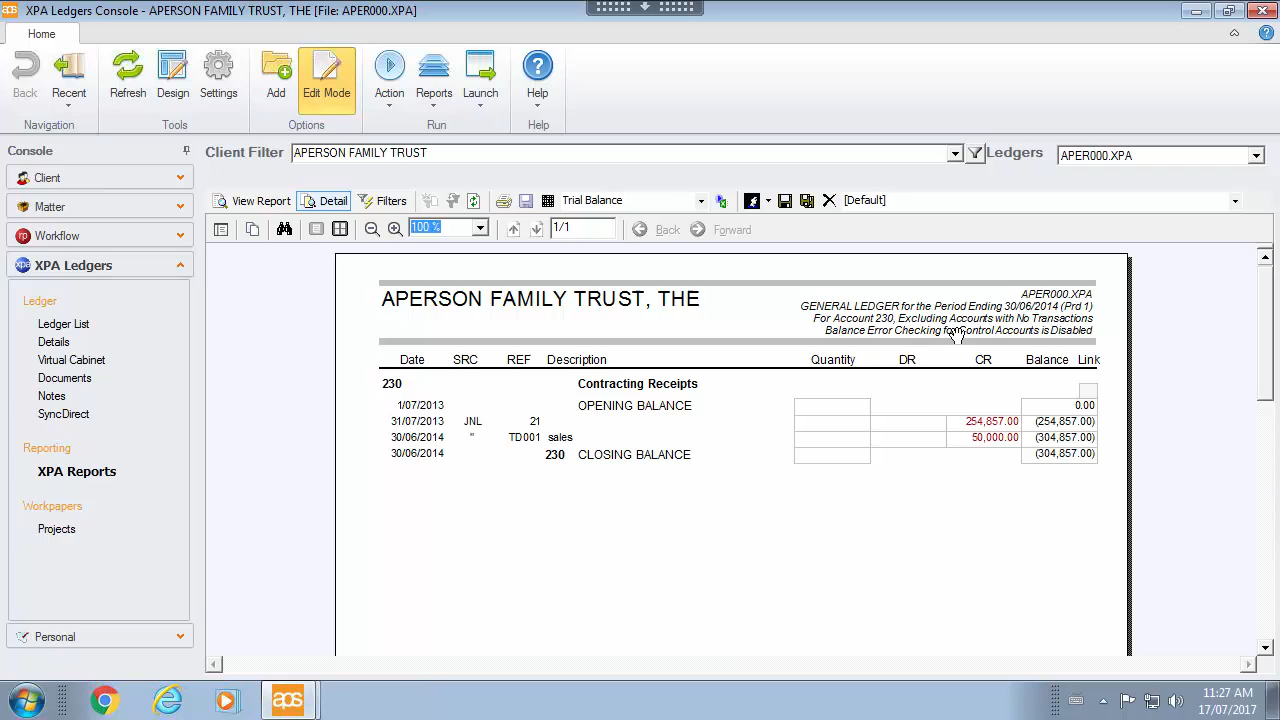 aps XPA Ledgers Console - APERSON FAMILY TRUST, THE [File: APER000.XPA]
Home
Back Recent Refresh Design Settings Add Edit Mode Action Reports Launch Help
Navigation Tools Options Run Help
Console
Client Filter APERSON FAMILY TRUST Ledgers APER000.XPA
Client
Matter
rp Workflow
xpa XPA Ledgers
Ledger
Ledger List
Details
Virtual Cabinet
Documents
Notes
SyncDirect
Reporting
XPA Reports
Workpapers
Projects
Personal
View Report Detail Filters Trial Balance [Default]
100 % 1/1 Back Forward
APERSON FAMILY TRUST, THE
APER000.XPA
GENERAL LEDGER for the Period Ending 30/06/2014 (Prd 1)
For Account 230, Excluding Accounts with No Transactions
Balance Error Checking for Control Accounts is Disabled
Date SRC REF Description Quantity DR CR Balance Link
230 Contracting Receipts
1/07/2013 OPENING BALANCE 0.00
31/07/2013 JNL 21 254,857.00 (254,857.00)
30/06/2014 " TD001 sales 50,000.00 (304,857.00)
30/06/2014 230 CLOSING BALANCE (304,857.00)
aps
11:27 AM
17/07/2017